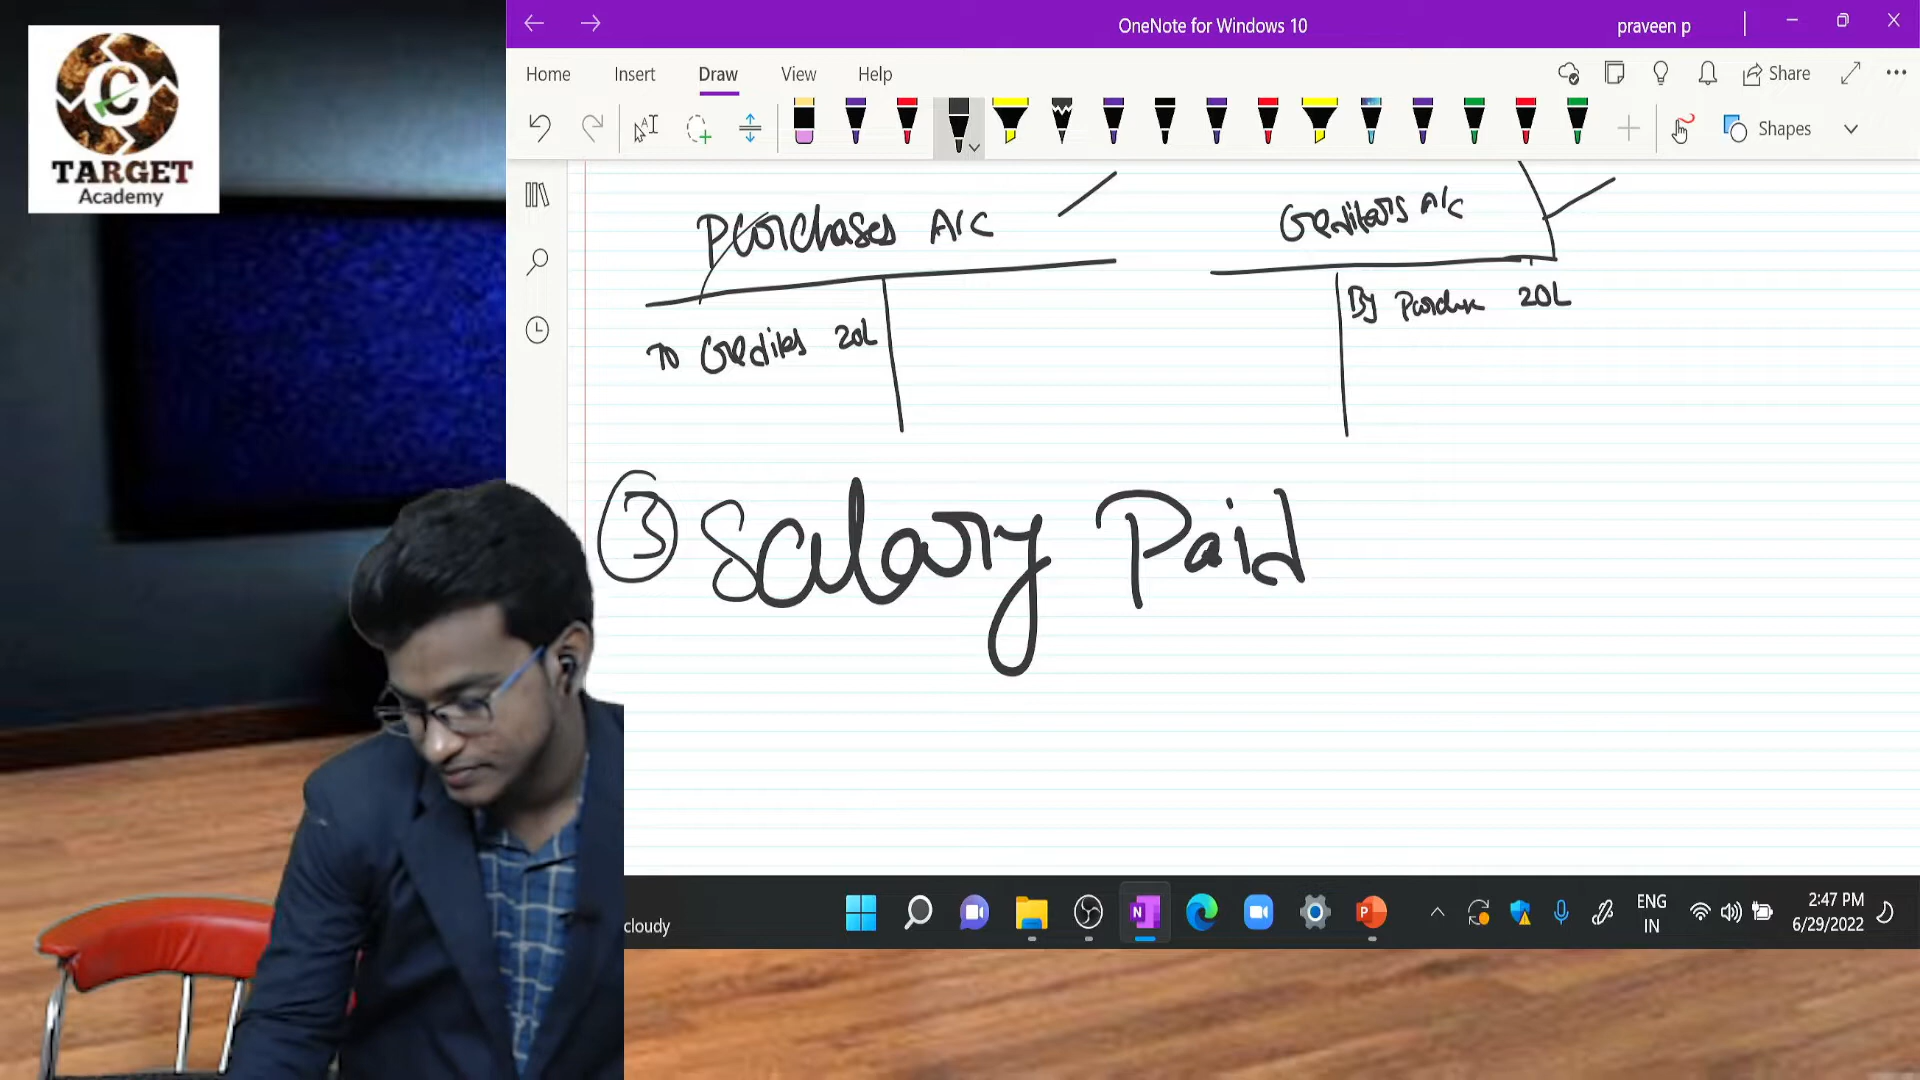 TARGET
Academy
OneNote for Windows 10
praveen p
Home Insert Draw View Help
Share
Shapes
Purchases A/C
Creditors A/C
To Creditors 20L
By Purchase 20L
3 Salary Paid
cloudy
ENG
IN
2:47 PM
6/29/2022